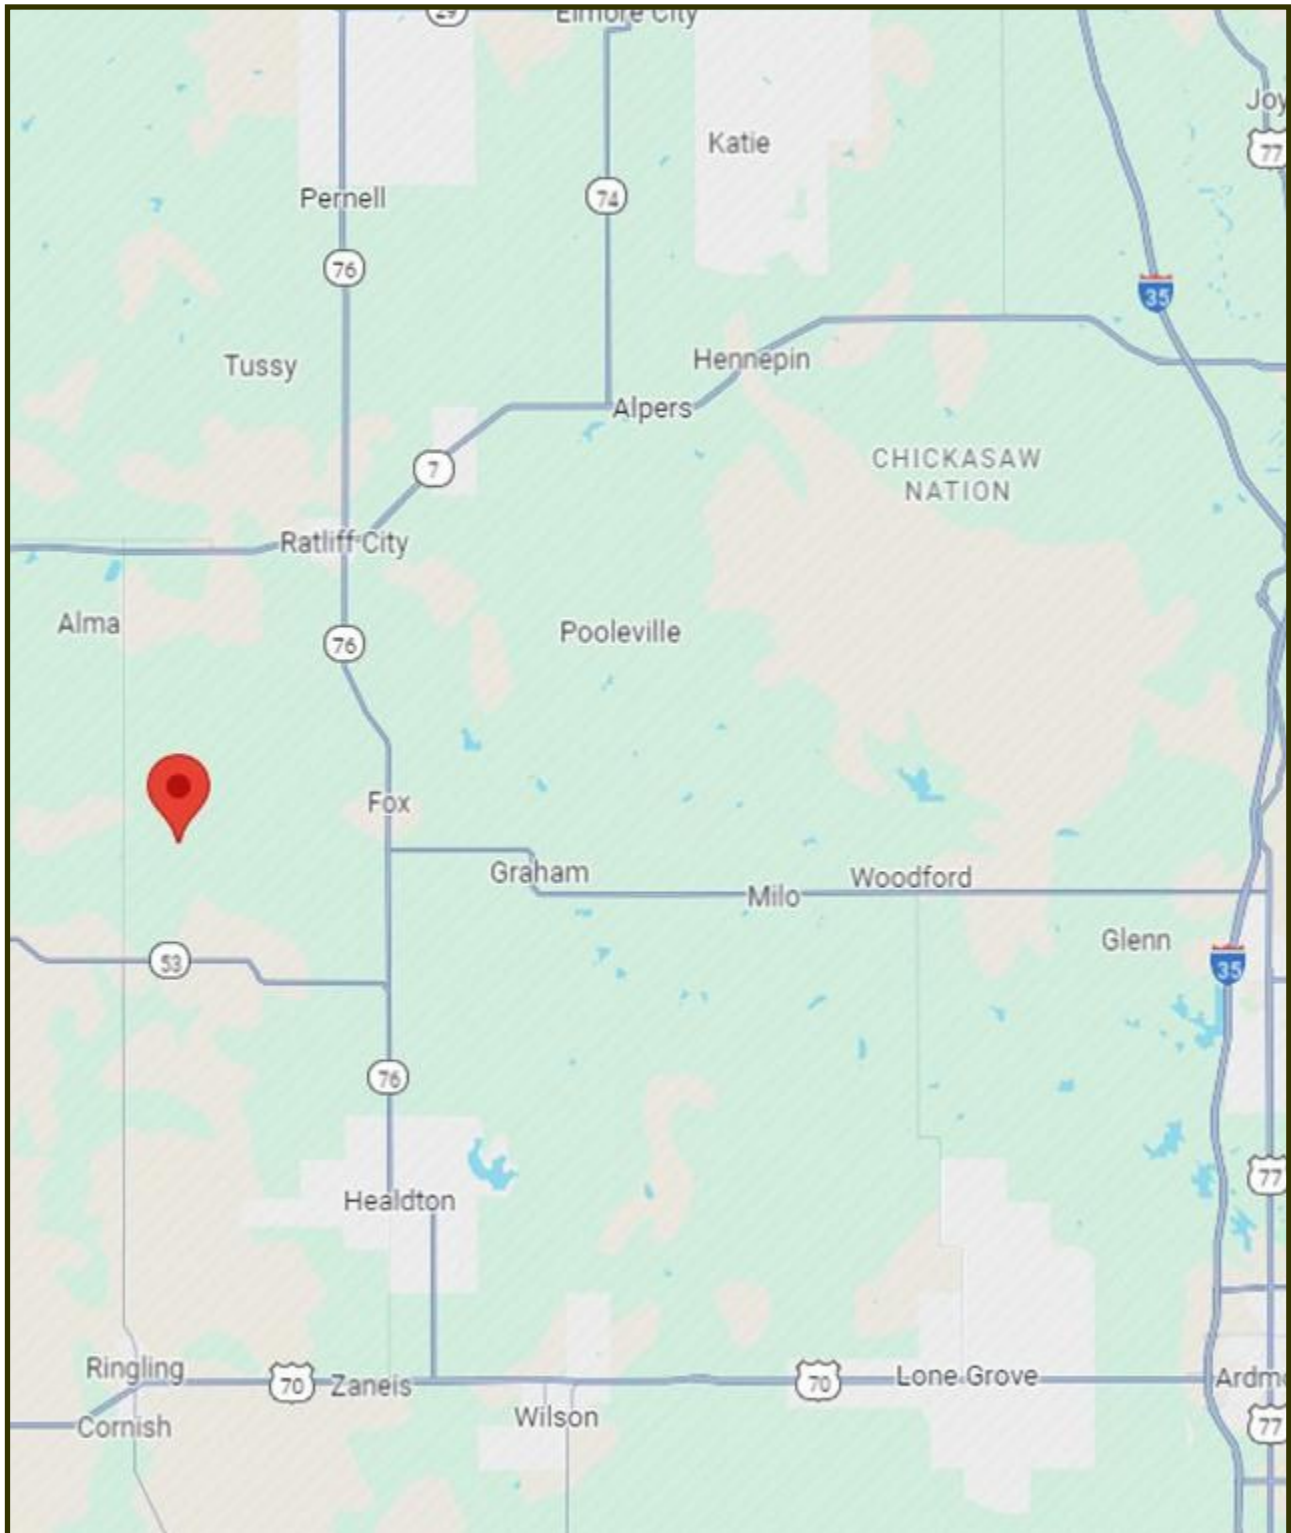 29
Elmore City
Joy
77
Katie
Pernell
74
76
35
Tussy
Hennepin
Alpers
CHICKASAW
NATION
7
Ratliff City
Alma
Pooleville
76
Fox
Graham
Woodford
Milo
Glenn
53
35
76
77
Healdton
Ringling
70
Zaneis
70
Lone Grove
Ardmo
Cornish
Wilson
77